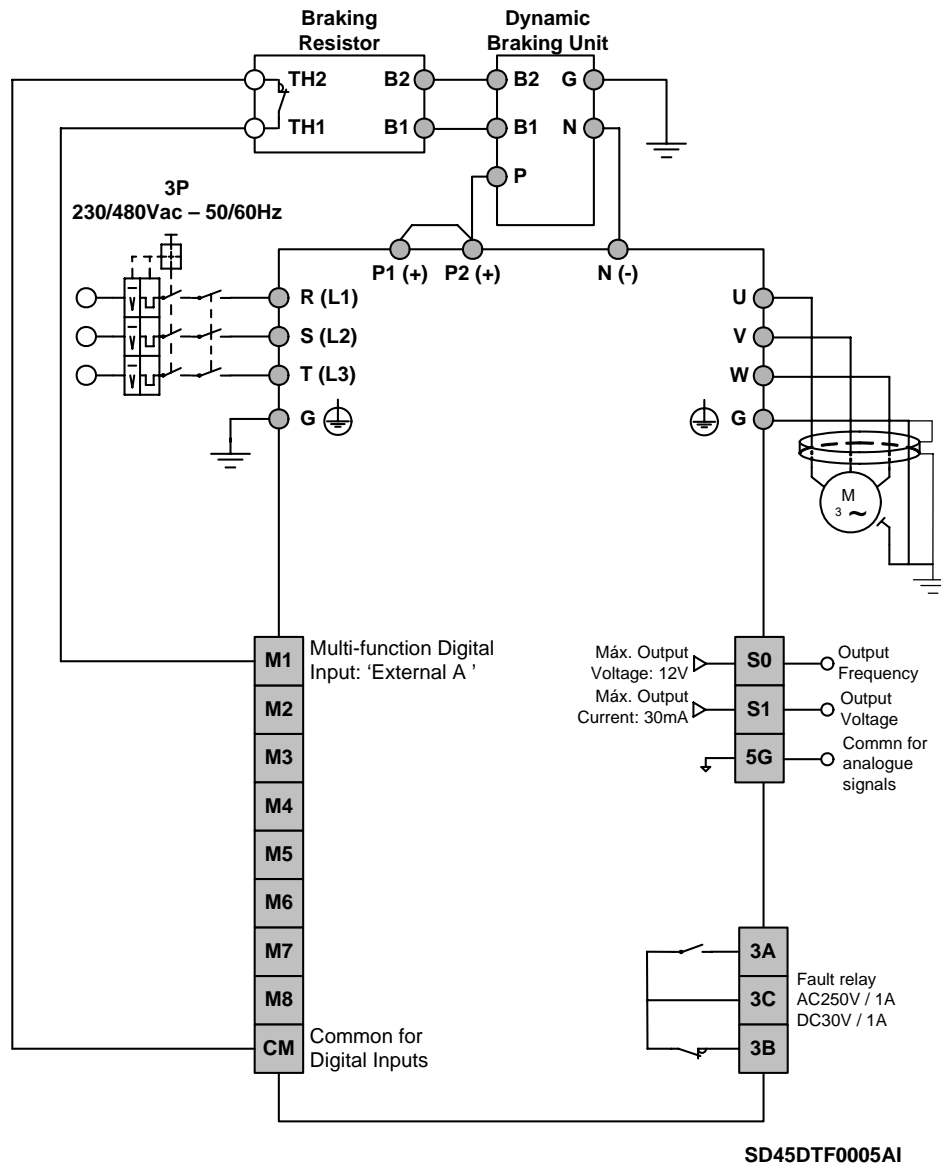 Braking
Resistor
Dynamic
Braking Unit
TH2
B2
B2
G
TH1
B1
B1
N
P
3P
230/480Vac – 50/60Hz
P1 (+)
P2 (+)
N (-)
R (L1)
U
S (L2)
V
T (L3)
W
G
G
M
3 ~
M1
Multi-function Digital
Input: ‘External A ’
M2
M3
M4
M5
M6
M7
M8
CM
Common for
Digital Inputs
Máx. Output
Voltage: 12V
S0
Output
Frequency
Máx. Output
Current: 30mA
S1
Output
Voltage
5G
Commn for
analogue
signals
3A
3C
3B
Fault relay
AC250V / 1A
DC30V / 1A
SD45DTF0005AI